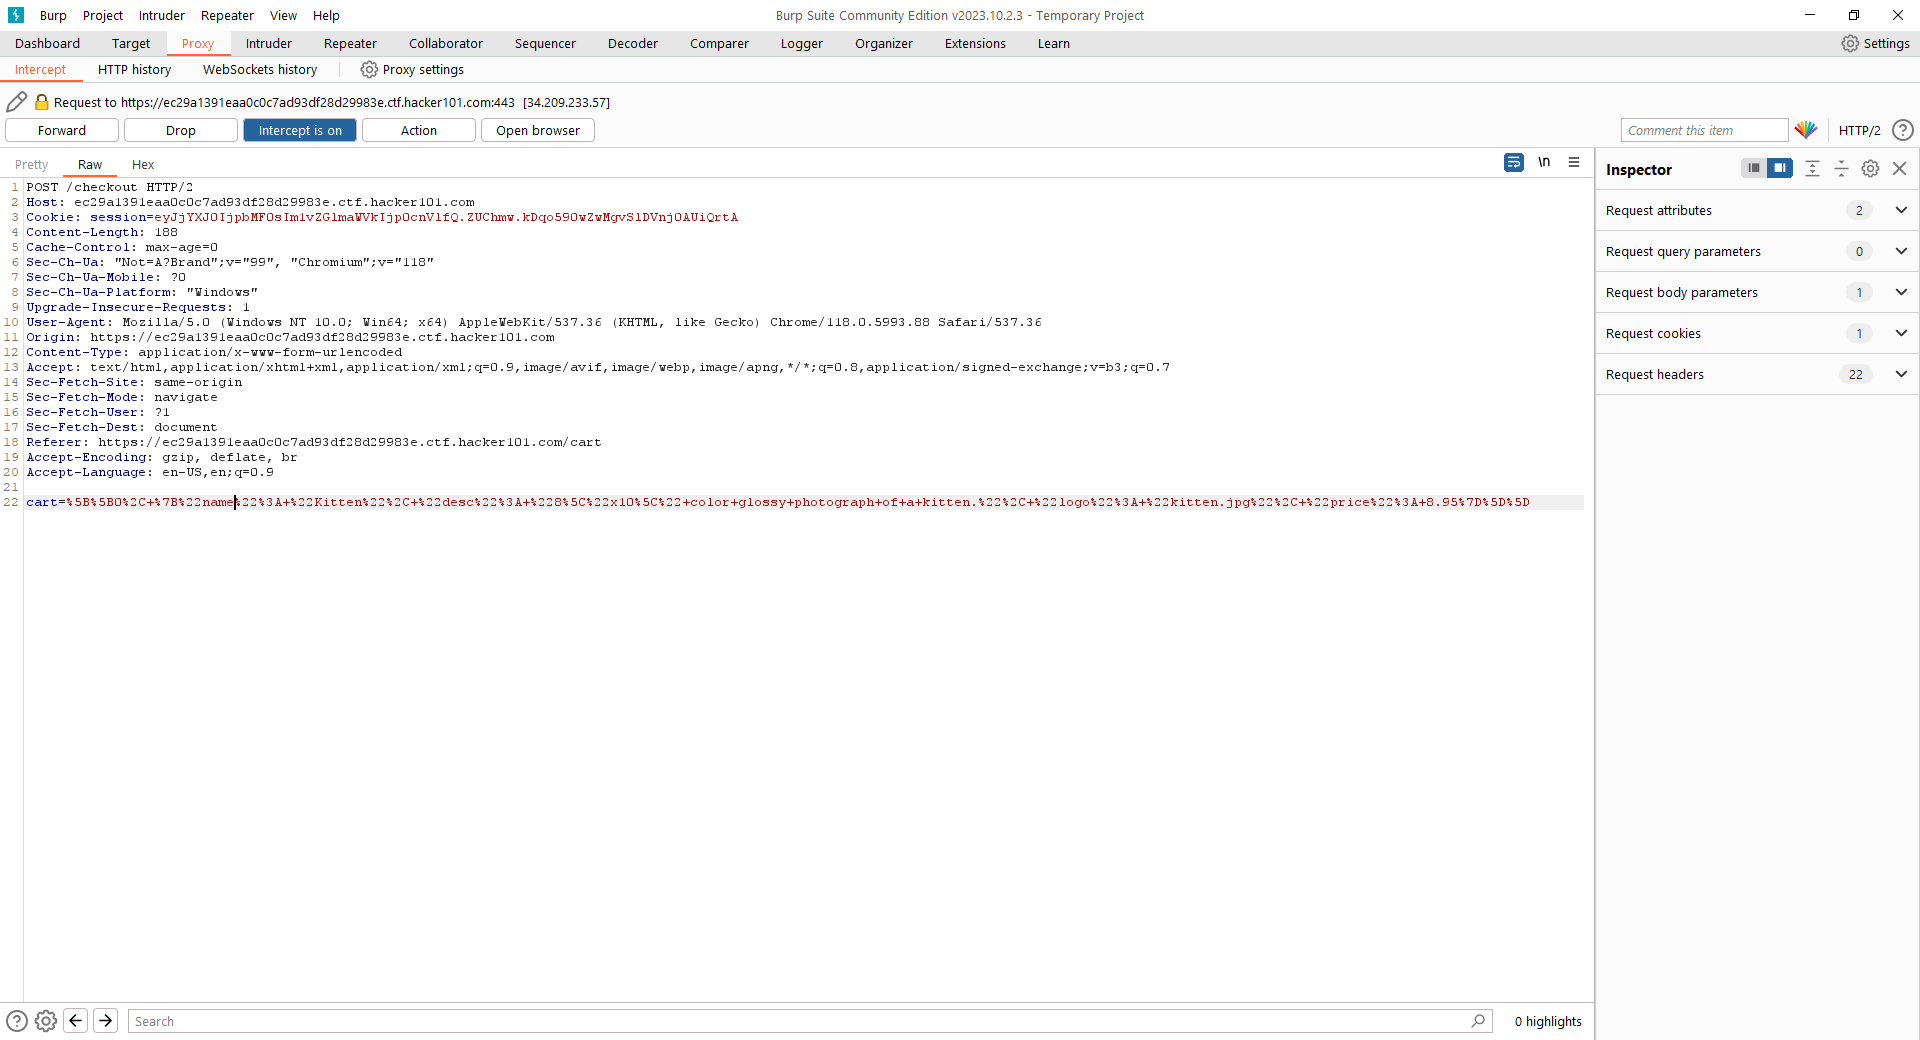 Burp Project Intruder Repeater View Help Burp Suite Community Edition v2023.10.2.3 - Temporary Project
Dashboard Target Proxy Intruder Repeater Collaborator Sequencer Decoder Comparer Logger Organizer Extensions Learn Settings
Intercept HTTP history WebSockets history Proxy settings
Request to https://ec29a1391eaa0c0c7ad93df28d29983e.ctf.hacker101.com:443 [34.209.233.57]
Forward Drop Intercept is on Action Open browser Comment this item HTTP/2 ?
Pretty Raw Hex \n
1 POST /checkout HTTP/2
2 Host: ec29a1391eaa0c0c7ad93df28d29983e.ctf.hacker101.com
3 Cookie: session=eyJjYXJ0IjpbMF0sImlvZGlmaWVkIjp0cnVlfQ.ZUChmw.kDqo590wZwMgvSlDVnj0AUiQrtA
4 Content-Length: 188
5 Cache-Control: max-age=0
6 Sec-Ch-Ua: "Not=A?Brand";v="99", "Chromium";v="118"
7 Sec-Ch-Ua-Mobile: ?0
8 Sec-Ch-Ua-Platform: "Windows"
9 Upgrade-Insecure-Requests: 1
10 User-Agent: Mozilla/5.0 (Windows NT 10.0; Win64; x64) AppleWebKit/537.36 (KHTML, like Gecko) Chrome/118.0.5993.88 Safari/537.36
11 Origin: https://ec29a1391eaa0c0c7ad93df28d29983e.ctf.hacker101.com
12 Content-Type: application/x-www-form-urlencoded
13 Accept: text/html,application/xhtml+xml,application/xml;q=0.9,image/avif,image/webp,image/apng,*/*;q=0.8,application/signed-exchange;v=b3;q=0.7
14 Sec-Fetch-Site: same-origin
15 Sec-Fetch-Mode: navigate
16 Sec-Fetch-User: ?1
17 Sec-Fetch-Dest: document
18 Referer: https://ec29a1391eaa0c0c7ad93df28d29983e.ctf.hacker101.com/cart
19 Accept-Encoding: gzip, deflate, br
20 Accept-Language: en-US,en;q=0.9
21
22 cart=%5B%5B0%2C+%7B%22name%22%3A+%22Kitten%22%2C+%22desc%22%3A+%228%5C%22x10%5C%22+color+glossy+photograph+of+a+kitten.%22%2C+%22logo%22%3A+%22kitten.jpg%22%2C+%22price%22%3A+8.95%7D%5D%5D
Inspector
Request attributes 2
Request query parameters 0
Request body parameters 1
Request cookies 1
Request headers 22
? Search 0 highlights